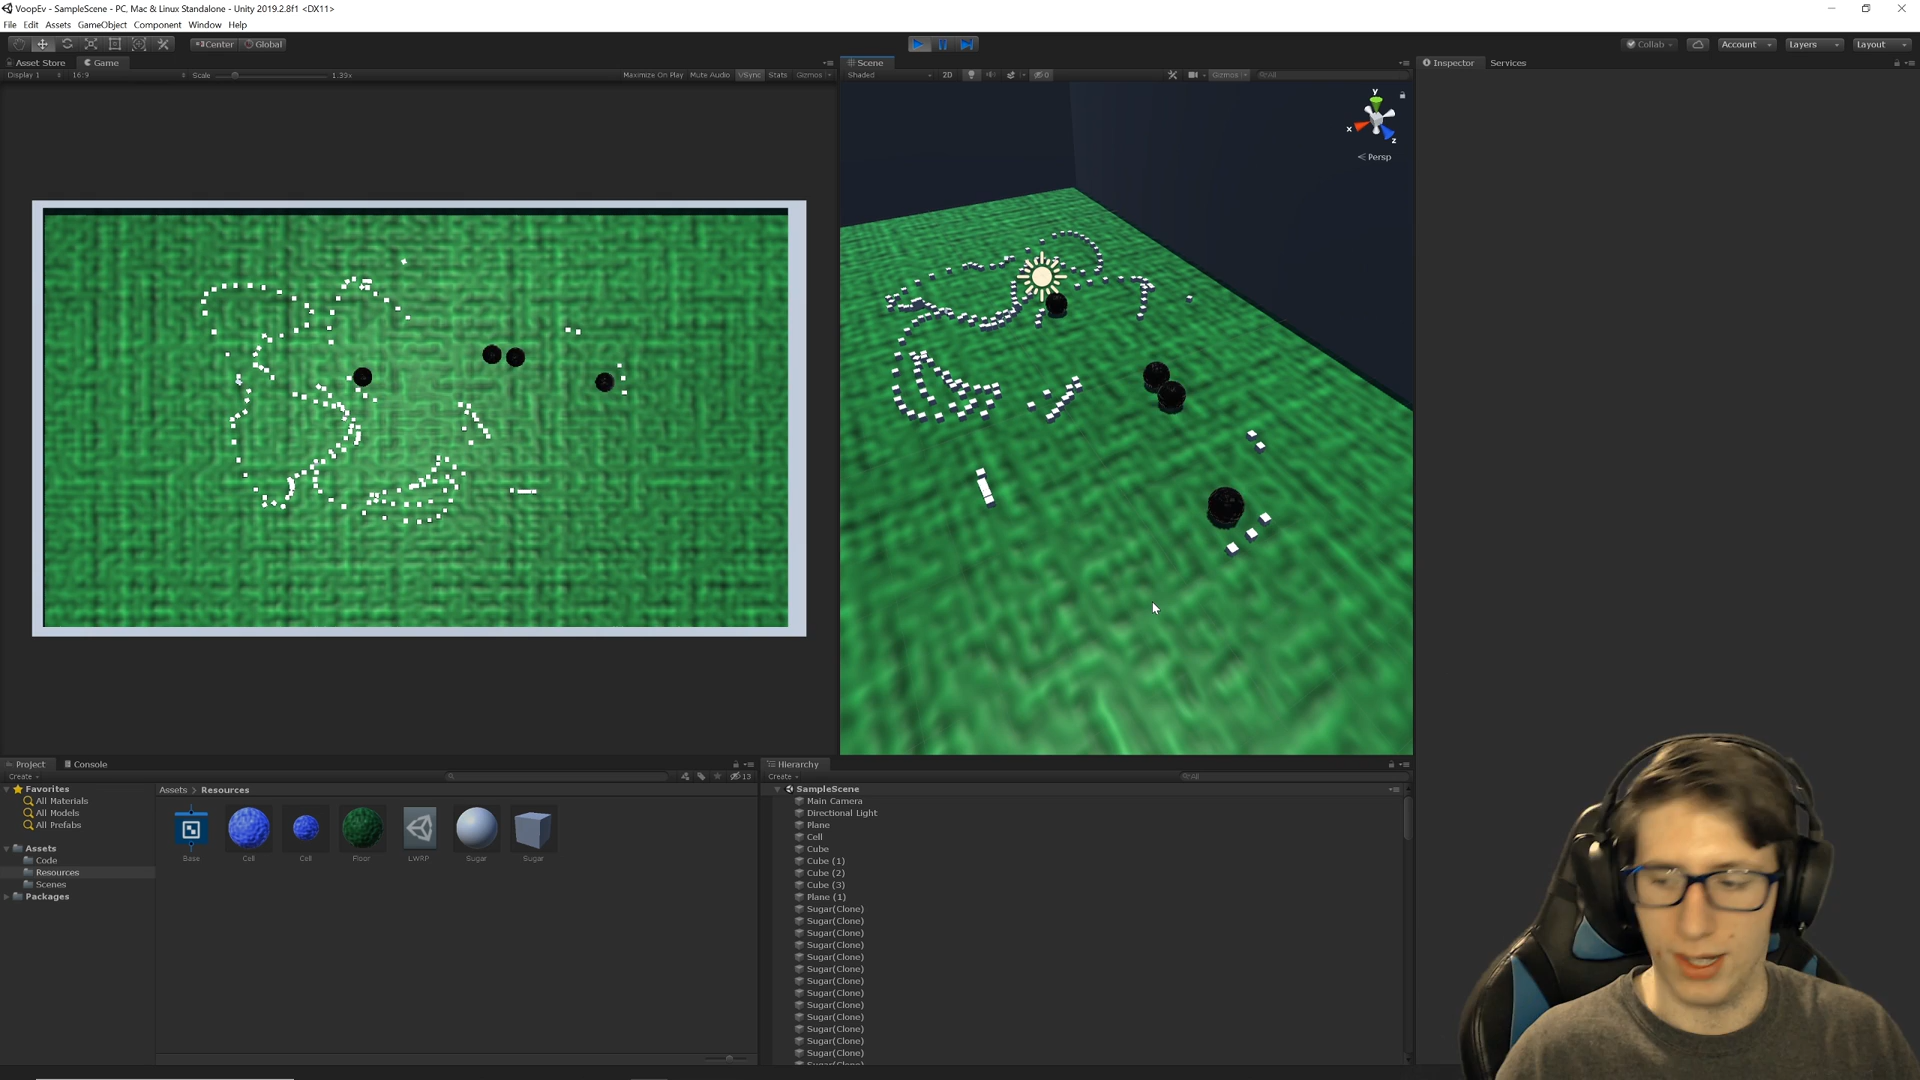 VoopEv - SampleScene - PC, Mac & Linux Standalone - Unity 2019.2.8f1 <DX11>
File Edit Assets GameObject Component Window Help
Center Global
Collab Account Layers Layout
Asset Store Game
Display 1 16:9 Scale 1.39x Maximize On Play Mute Audio VSync Stats Gizmos
Scene
Shaded 2D 0 Gizmos All
Inspector Services
y
x
z
Persp
Project Console
Create 13
Favorites
All Materials
All Models
All Prefabs
Assets
Code
Resources
Scenes
Packages
Assets > Resources
Base Cell Cell Floor LWRP Sugar Sugar
Hierarchy
Create All
SampleScene
Main Camera
Directional Light
Plane
Cell
Cube
Cube (1)
Cube (2)
Cube (3)
Plane (1)
Sugar(Clone)
Sugar(Clone)
Sugar(Clone)
Sugar(Clone)
Sugar(Clone)
Sugar(Clone)
Sugar(Clone)
Sugar(Clone)
Sugar(Clone)
Sugar(Clone)
Sugar(Clone)
Sugar(Clone)
Sugar(Clone)